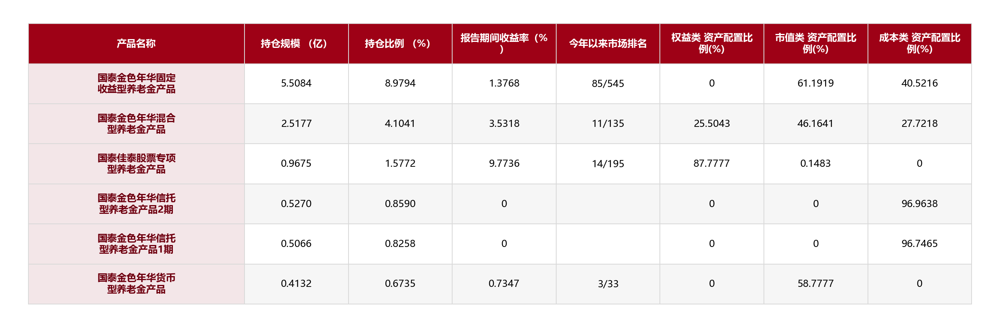 产品名称 持仓规模 （亿） 持仓比例 （%） 报告期间收益率（%
） 今年以来市场排名 权益类 资产配置比
例(%) 市值类 资产配置比
例(%) 成本类 资产配置比
例(%)
国泰金色年华固定
收益型养老金产品 5.5084 8.9794 1.3768 85/545 0 61.1919 40.5216
国泰金色年华混合
型养老金产品 2.5177 4.1041 3.5318 11/135 25.5043 46.1641 27.7218
国泰佳泰股票专项
型养老金产品 0.9675 1.5772 9.7736 14/195 87.7777 0.1483 0
国泰金色年华信托
型养老金产品2期 0.5270 0.8590 0 0 0 96.9638
国泰金色年华信托
型养老金产品1期 0.5066 0.8258 0 0 0 96.7465
国泰金色年华货币
型养老金产品 0.4132 0.6735 0.7347 3/33 0 58.7777 0